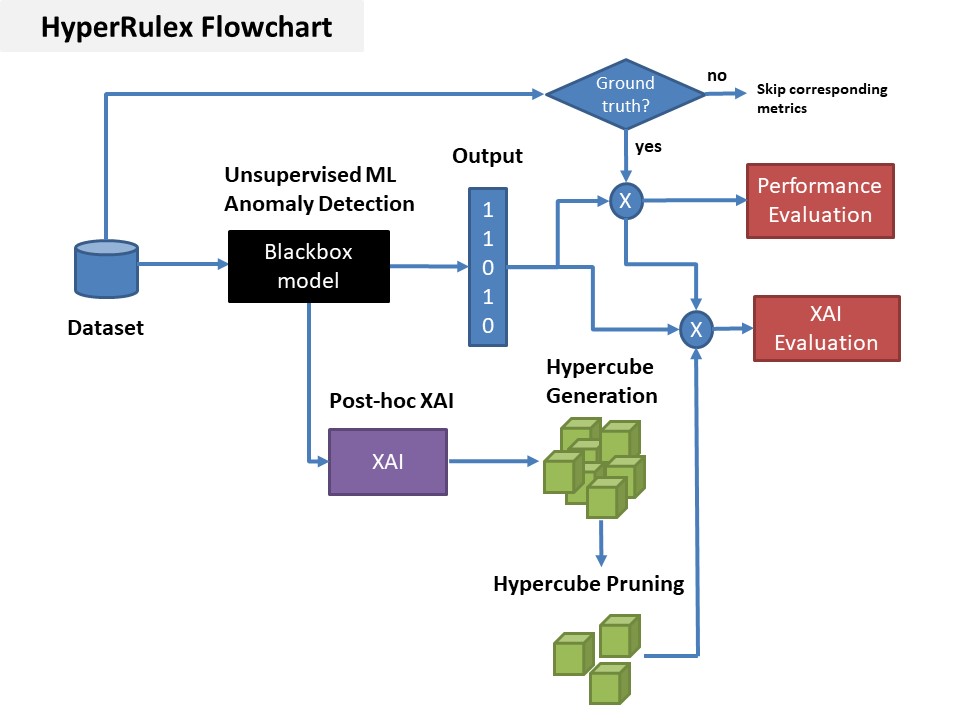 HyperRulex Flowchart
Ground
truth?
no
Skip corresponding
metrics
yes
Output
Unsupervised ML
Anomaly Detection
1
1
0
1
0
X
Performance
Evaluation
Blackbox
model
Dataset
X
XAI
Evaluation
Hypercube
Generation
Post-hoc XAI
XAI
Hypercube Pruning